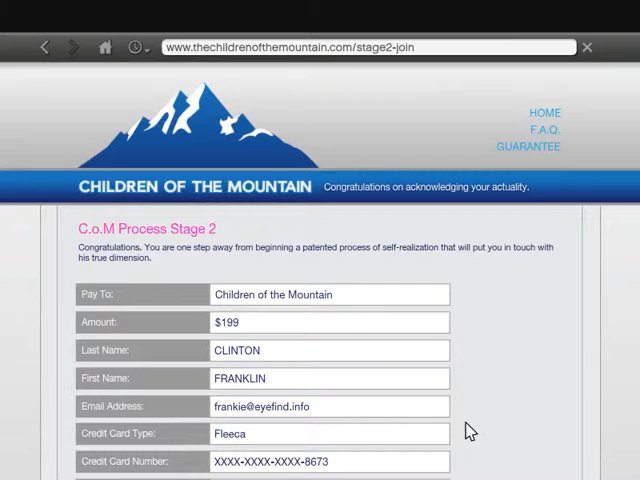 www.thechildrenofthemountain.com/stage2-join
HOME
F.A.Q.
GUARANTEE
CHILDREN OF THE MOUNTAIN Congratulations on acknowledging your actuality.
C.o.M Process Stage 2
Congratulations. You are one step away from beginning a patented process of self-realization that will put you in touch with
his true dimension.
Pay To: Children of the Mountain
Amount: $199
Last Name: CLINTON
First Name: FRANKLIN
Email Address: frankie@eyefind.info
Credit Card Type: Fleeca
Credit Card Number: XXXX-XXXX-XXXX-8673